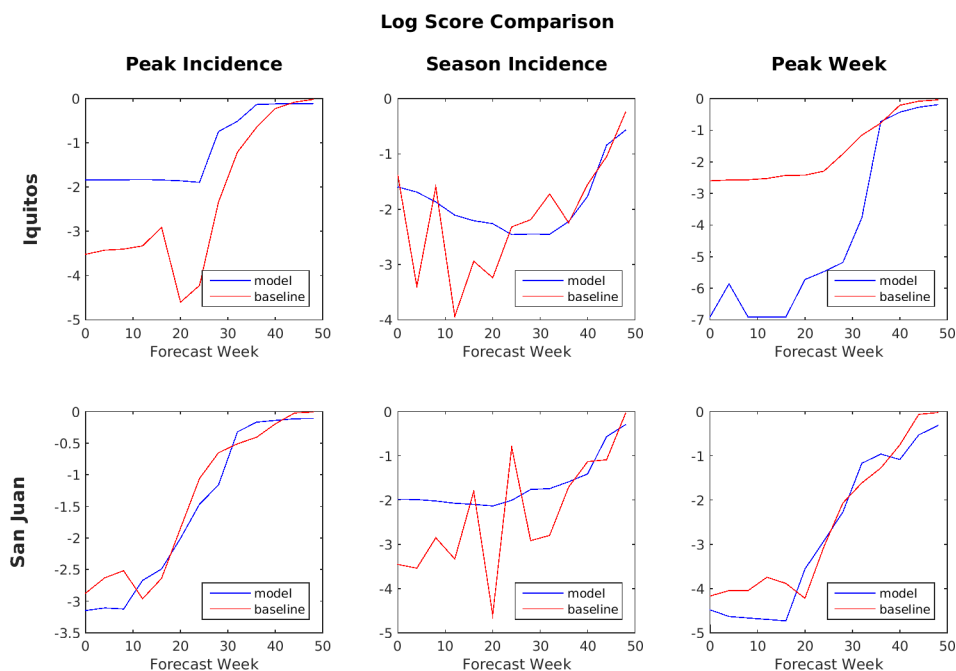 Log Score Comparison
Peak Incidence
Season Incidence
Peak Week
Iquitos
0
-1
-2
-3
-4
-5
0 10 20 30 40 50
Forecast Week
model
baseline
0
-1
-2
-3
-4
0 10 20 30 40 50
Forecast Week
model
baseline
0
-1
-2
-3
-4
-5
-6
-7
0 10 20 30 40 50
Forecast Week
model
baseline
San Juan
0
-0.5
-1
-1.5
-2
-2.5
-3
-3.5
0 10 20 30 40 50
Forecast Week
model
baseline
0
-1
-2
-3
-4
-5
0 10 20 30 40 50
Forecast Week
model
baseline
0
-1
-2
-3
-4
-5
0 10 20 30 40 50
Forecast Week
model
baseline